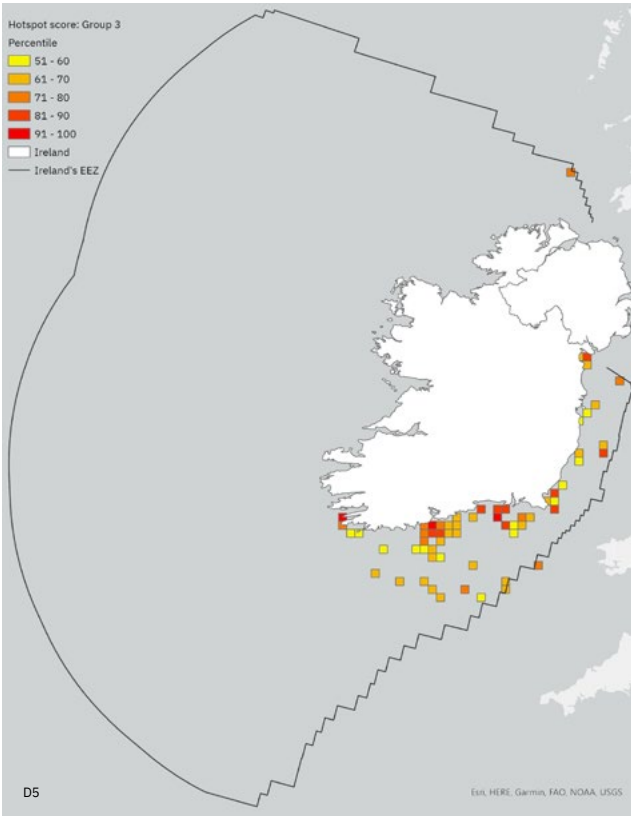 Hotspot score: Group 3
Percentile
51 - 60
61 - 70
71 - 80
81 - 90
91 - 100
Ireland
Ireland's EEZ
D5
Esri, HERE, Garmin, FAO, NOAA, USGS